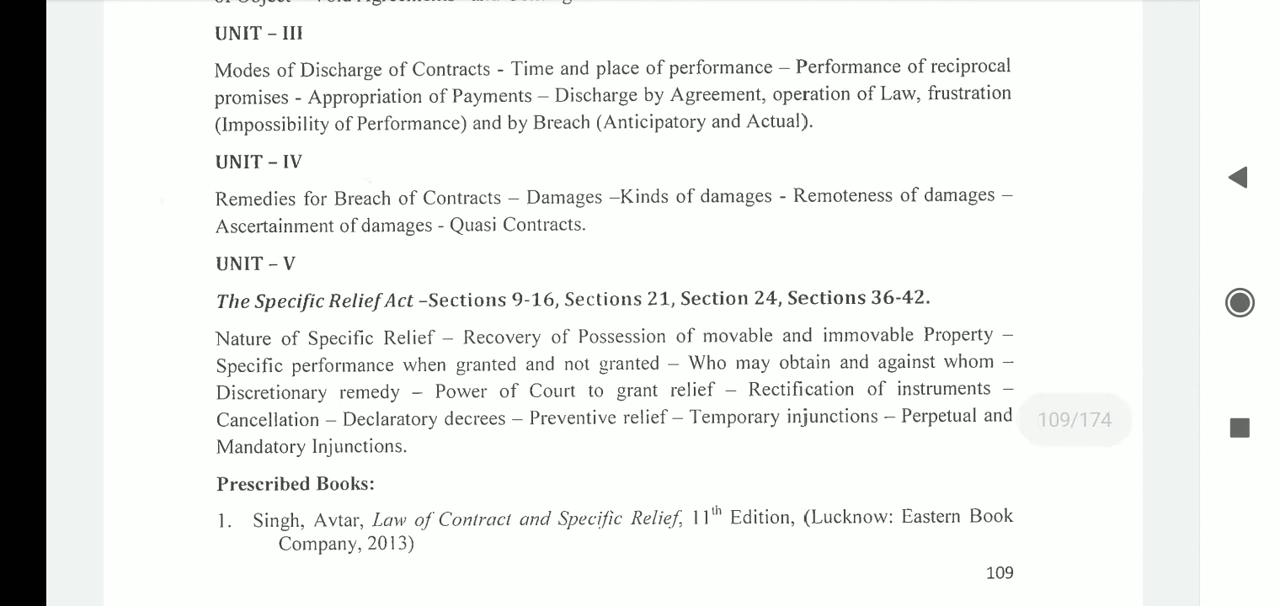 UNIT – III
Modes of Discharge of Contracts - Time and place of performance – Performance of reciprocal
promises - Appropriation of Payments – Discharge by Agreement, operation of Law, frustration
(Impossibility of Performance) and by Breach (Anticipatory and Actual).
UNIT – IV
Remedies for Breach of Contracts – Damages –Kinds of damages - Remoteness of damages –
Ascertainment of damages - Quasi Contracts.
UNIT – V
The Specific Relief Act –Sections 9-16, Sections 21, Section 24, Sections 36-42.
Nature of Specific Relief – Recovery of Possession of movable and immovable Property –
Specific performance when granted and not granted – Who may obtain and against whom –
Discretionary remedy – Power of Court to grant relief – Rectification of instruments –
Cancellation – Declaratory decrees – Preventive relief – Temporary injunctions – Perpetual and
Mandatory Injunctions.
109/174
Prescribed Books:
1. Singh, Avtar, Law of Contract and Specific Relief, 11th Edition, (Lucknow: Eastern Book
Company, 2013)
109